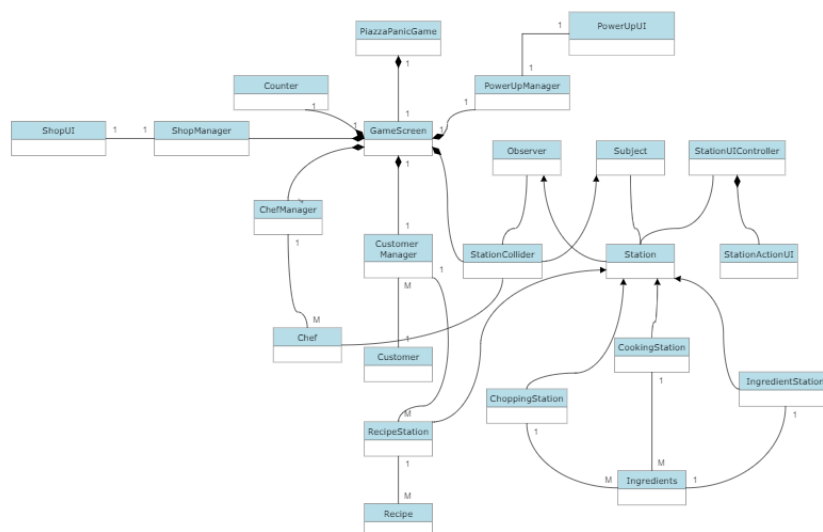 PowerUpUI
PiazzaPanicGame
1
1
1
Counter
PowerUpManager
1
1
1
ShopUI
1
1
ShopManager
GameScreen
1
Observer
Subject
StationUIController
ChefManager
1
1
Customer
Manager
1
StationCollider
Station
StationActionUI
M
M
Chef
1
Customer
CookingStation
1
IngredientStation
ChoppingStation
1
M
RecipeStation
1
1
M
M
1
Ingredients
M
Recipe